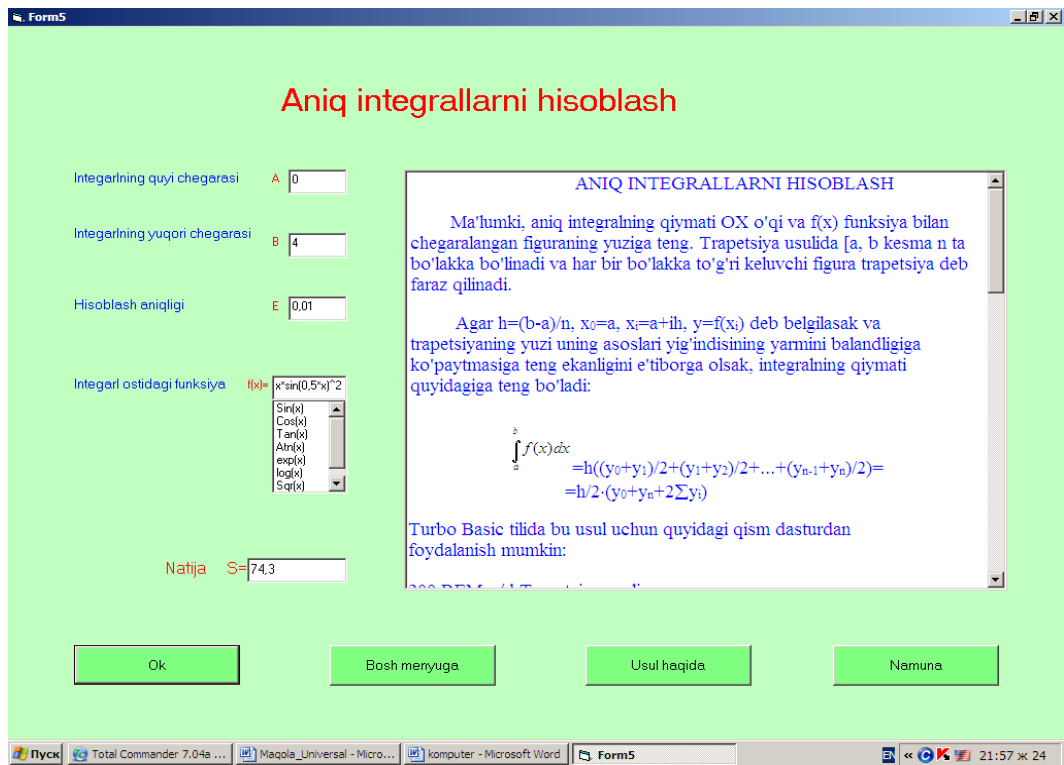 Form5
Aniq integrallarni hisoblash
Integarlning quyi chegarasi A 0
Integarlning yuqori chegarasi B 4
Hisoblash aniqligi E 0,01
Integarl ostidagi funksiya f(x)= x*sin(0,5*x)^2
Sin(x)
Cos(x)
Tan(x)
Atn(x)
exp(x)
log(x)
Sqr(x)
Natija S= 74,3
ANIQ INTEGRALLARNI HISOBLASH
Ma'lumki, aniq integralning qiymati OX o'qi va f(x) funksiya bilan
chegaralangan figuraning yuziga teng. Trapetsiya usulida [a, b kesma n ta
bo'lakka bo'linadi va har bir bo'lakka to'g'ri keluvchi figura trapetsiya deb
faraz qilinadi.
Agar h=(b-a)/n, x₀=a, xᵢ=a+ih, y=f(xᵢ) deb belgilasak va
trapetsiyaning yuzi uning asoslari yig'indisining yarmini balandligiga
ko'paytmasiga teng ekanligini e'tiborga olsak, integralning qiymati
quyidagiga teng bo'ladi:
∫ₐᵇ f(x)dx =h((y₀+y₁)/2+(y₁+y₂)/2+...+(yₙ₋₁+yₙ)/2)=
=h/2·(y₀+yₙ+2∑yᵢ)
Turbo Basic tilida bu usul uchun quyidagi qism dasturdan
foydalanish mumkin:
Ok
Bosh menyuga
Usul haqida
Namuna
Пуск
Total Commander 7.04a ...
Maqola_Universal - Micro...
komputer - Microsoft Word
Form5
EN « 21:57 ж 24